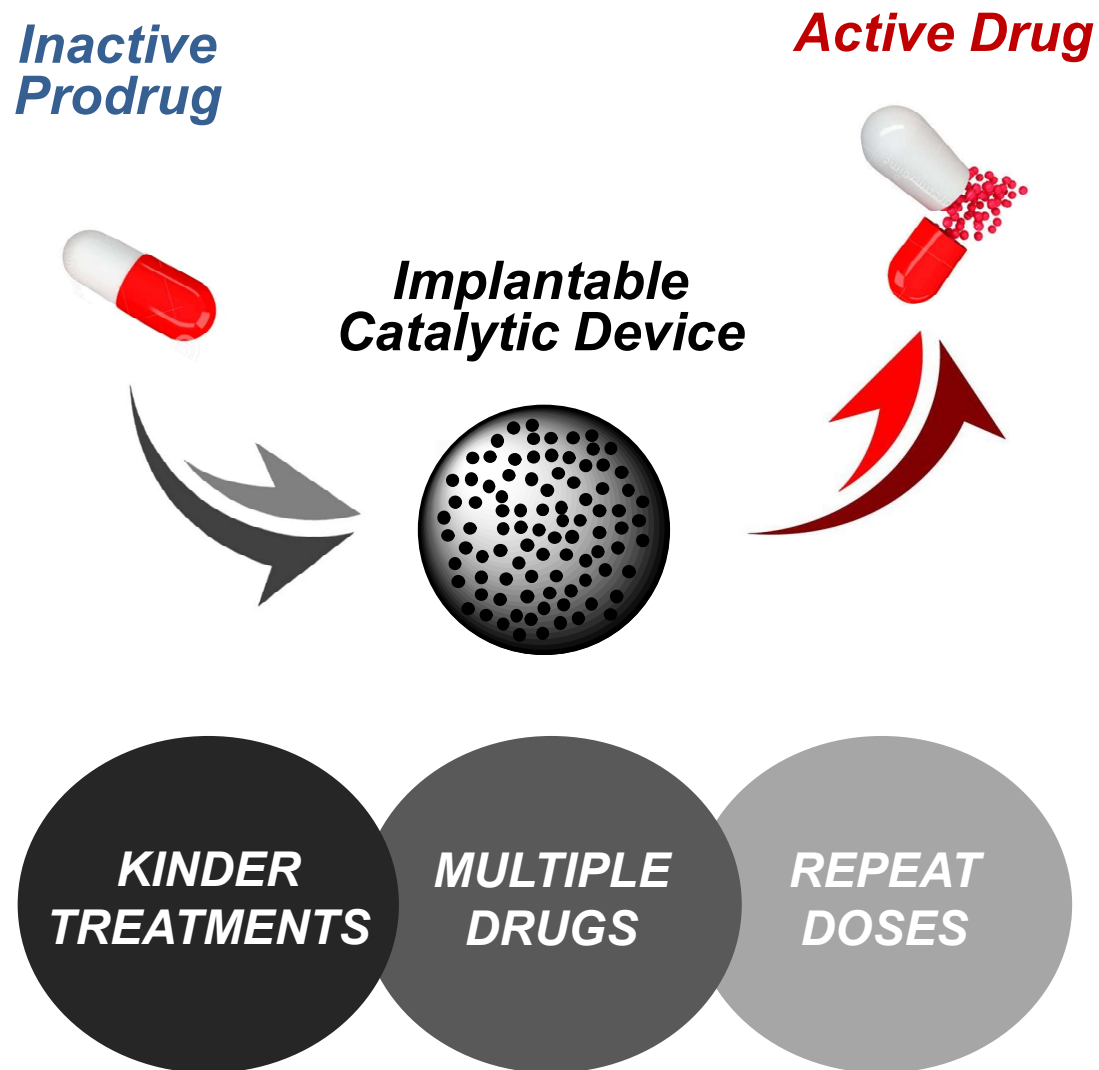 Inactive
Prodrug
Active Drug
Implantable
Catalytic Device
KINDER
TREATMENTS
MULTIPLE
DRUGS
REPEAT
DOSES